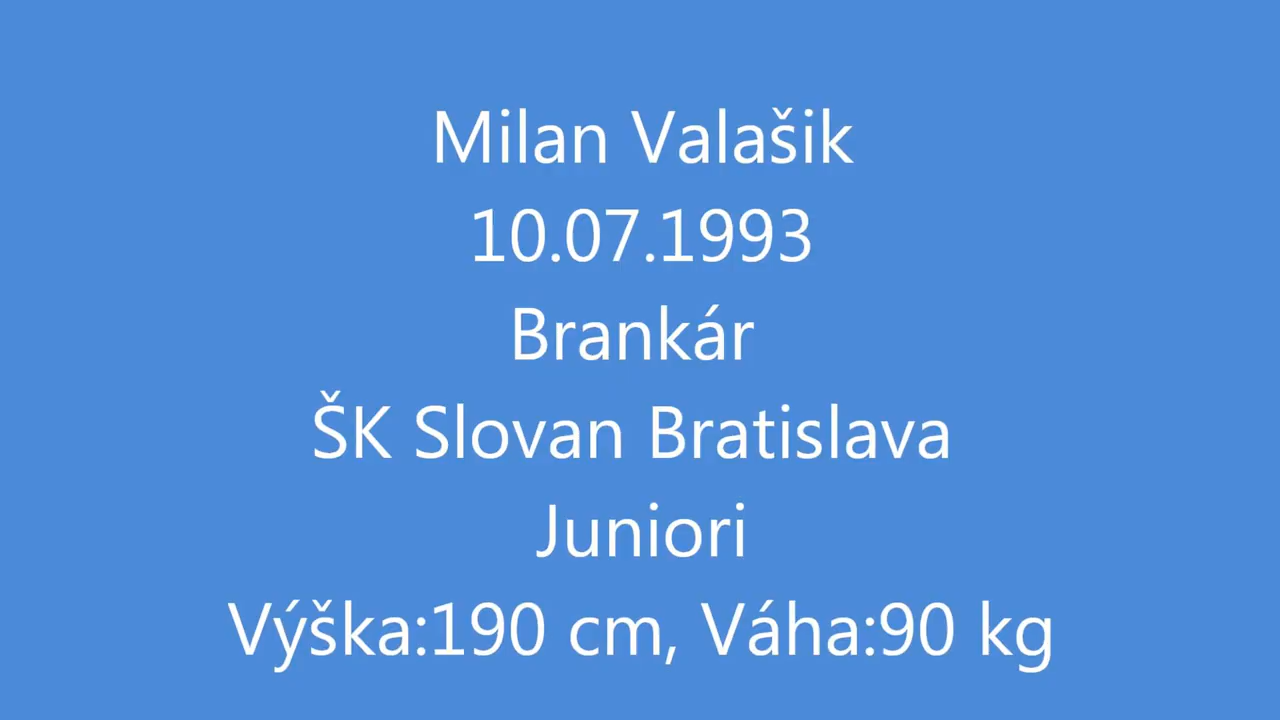 Milan Valašik
10.07.1993
Brankár
ŠK Slovan Bratislava
Juniori
Výška:190 cm, Váha:90 kg